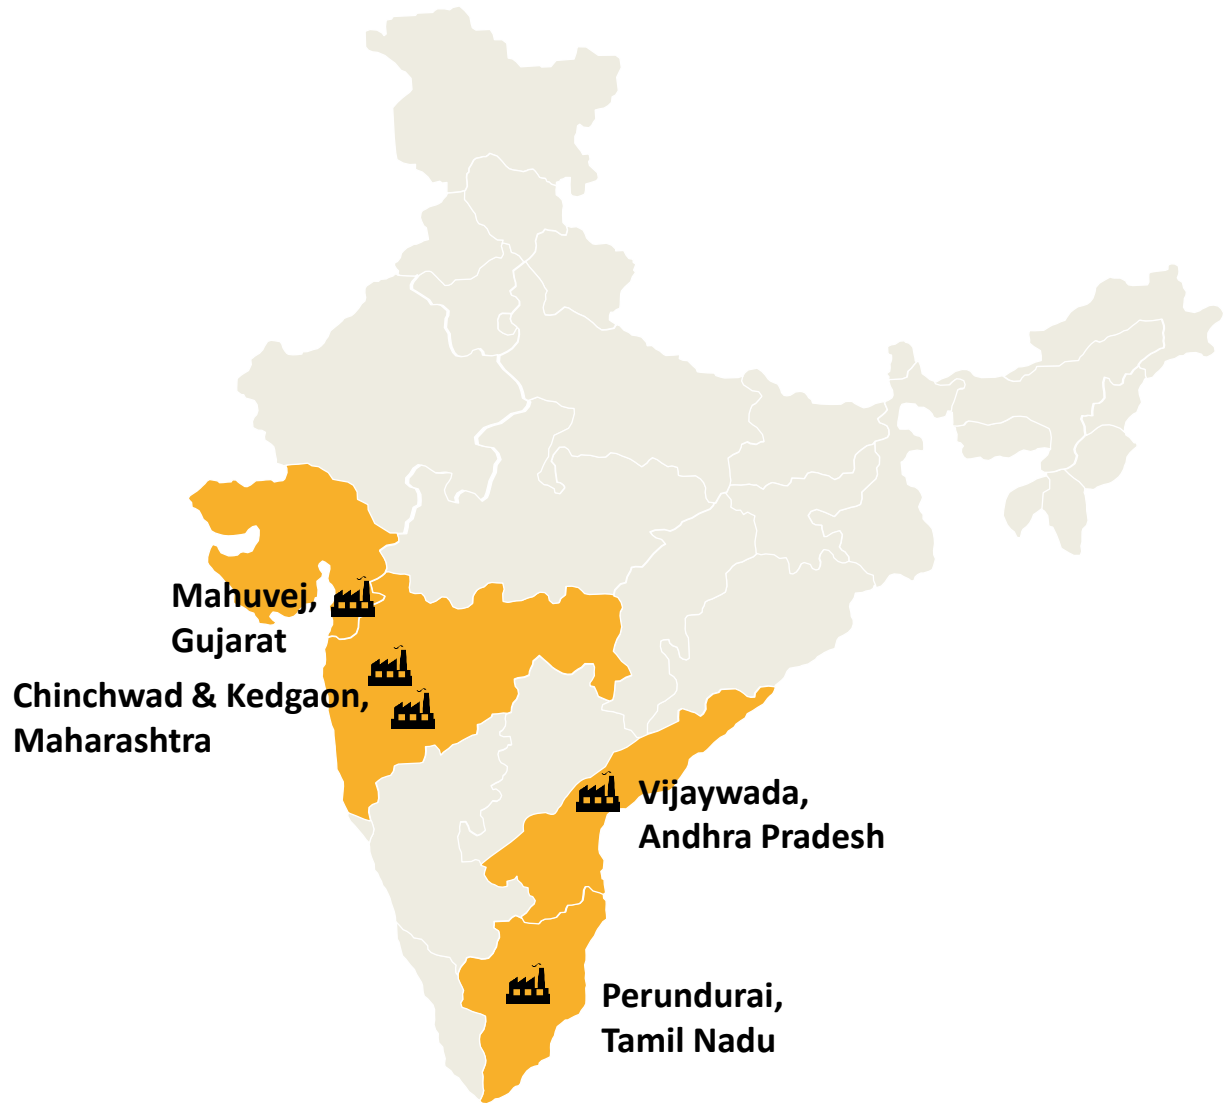 Mahuvej,
Gujarat
Chinchwad & Kedgaon,
Maharashtra
Vijaywada,
Andhra Pradesh
Perundurai,
Tamil Nadu